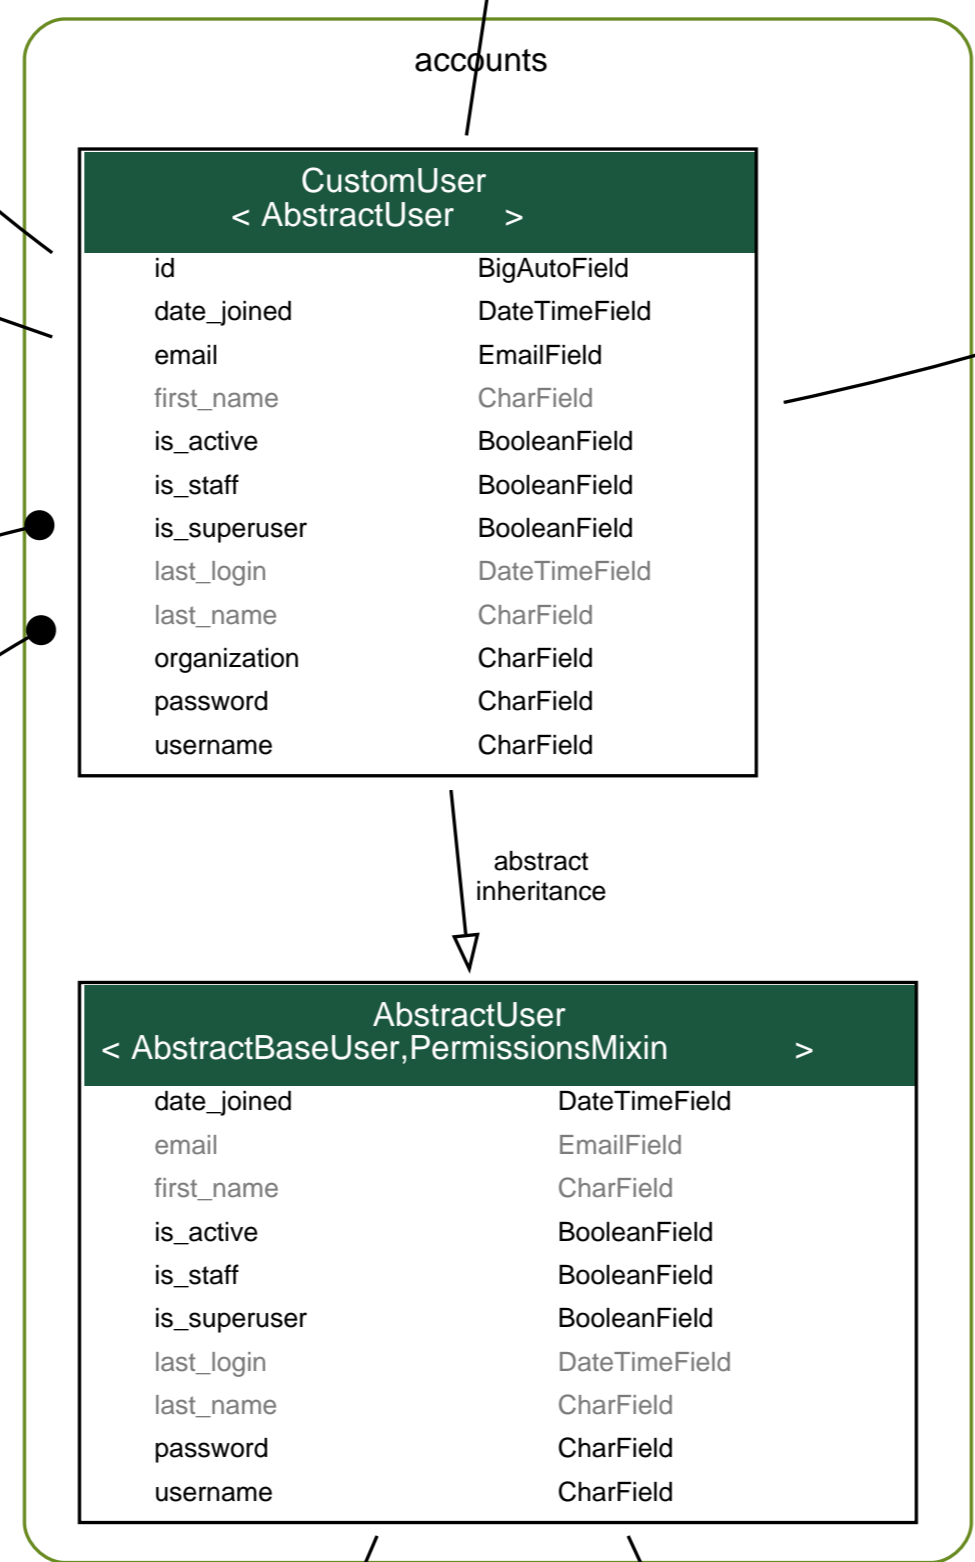 accounts
CustomUser
< AbstractUser >
id BigAutoField
date_joined DateTimeField
email EmailField
first_name CharField
is_active BooleanField
is_staff BooleanField
is_superuser BooleanField
last_login DateTimeField
last_name CharField
organization CharField
password CharField
username CharField
abstract
inheritance
AbstractUser
< AbstractBaseUser,PermissionsMixin >
date_joined DateTimeField
email EmailField
first_name CharField
is_active BooleanField
is_staff BooleanField
is_superuser BooleanField
last_login DateTimeField
last_name CharField
password CharField
username CharField